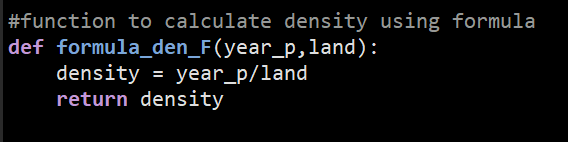 #function to calculate density using formula
def formula_den_F(year_p,land):
    density = year_p/land
    return density